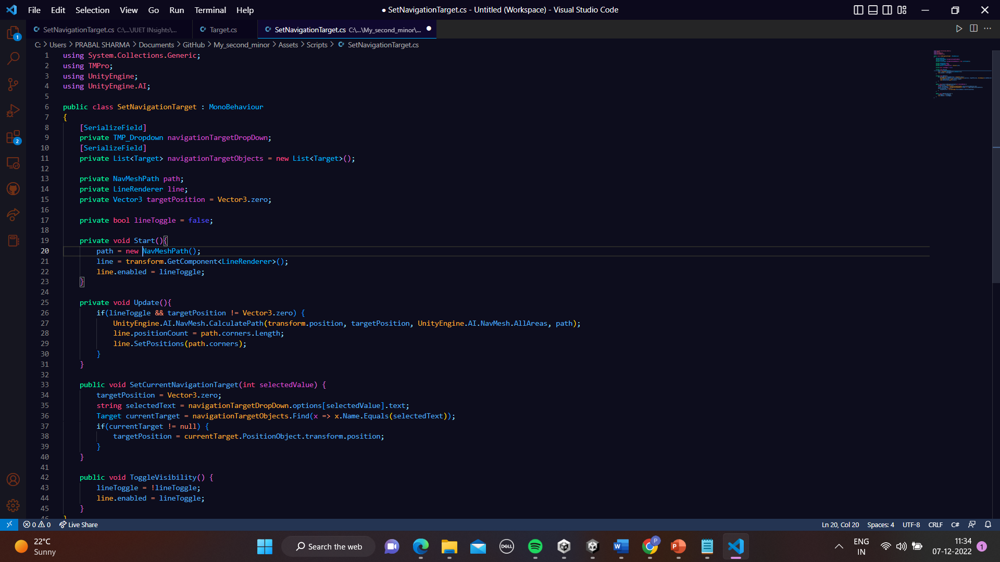 File Edit Selection View Go Run Terminal Help
● SetNavigationTarget.cs - Untitled (Workspace) - Visual Studio Code
SetNavigationTarget.cs C:\...\JUET INsights\...
Target.cs
SetNavigationTarget.cs C:\...\My_second_minor\... ●
C: > Users > PRABAL SHARMA > Documents > GitHub > My_second_minor > Assets > Scripts > SetNavigationTarget.cs
1 using System.Collections.Generic;
2 using TMPro;
3 using UnityEngine;
4 using UnityEngine.AI;
5
6 public class SetNavigationTarget : MonoBehaviour
7 {
8 [SerializeField]
9 private TMP_Dropdown navigationTargetDropDown;
10 [SerializeField]
11 private List<Target> navigationTargetObjects = new List<Target>();
12
13 private NavMeshPath path;
14 private LineRenderer line;
15 private Vector3 targetPosition = Vector3.zero;
16
17 private bool lineToggle = false;
18
19 private void Start(){
20 path = new NavMeshPath();
21 line = transform.GetComponent<LineRenderer>();
22 line.enabled = lineToggle;
23 }
24
25 private void Update(){
26 if(lineToggle && targetPosition != Vector3.zero) {
27 UnityEngine.AI.NavMesh.CalculatePath(transform.position, targetPosition, UnityEngine.AI.NavMesh.AllAreas, path);
28 line.positionCount = path.corners.Length;
29 line.SetPositions(path.corners);
30 }
31 }
32
33 public void SetCurrentNavigationTarget(int selectedValue) {
34 targetPosition = Vector3.zero;
35 string selectedText = navigationTargetDropDown.options[selectedValue].text;
36 Target currentTarget = navigationTargetObjects.Find(x => x.Name.Equals(selectedText));
37 if(currentTarget != null) {
38 targetPosition = currentTarget.PositionObject.transform.position;
39 }
40 }
41
42 public void ToggleVisibility() {
43 lineToggle = !lineToggle;
44 line.enabled = lineToggle;
45 }
46 }
1
2
0 0 Live Share
Ln 20, Col 20 Spaces: 4 UTF-8 CRLF C#
22°C
Sunny
Search the web
DELL
W
P
P
ENG
IN
11:34
07-12-2022
1